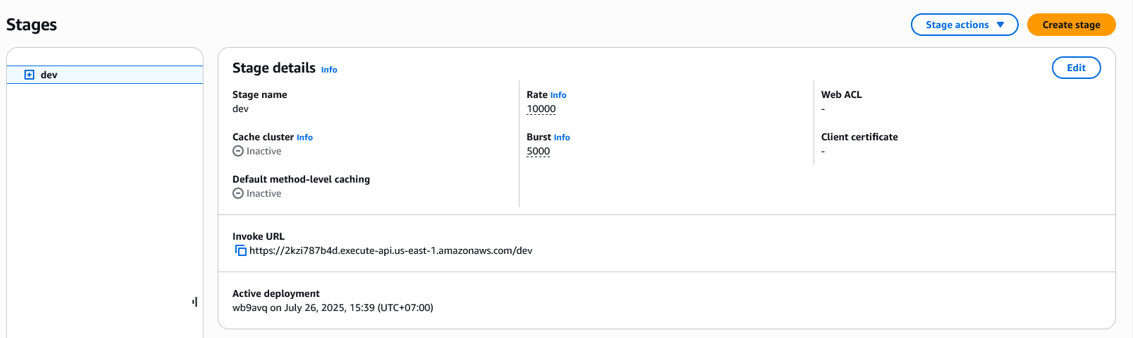 Stages
Stage actions
Create stage
dev
Stage details Info
Edit
Stage name
dev
Rate Info
10000
Web ACL
-
Cache cluster Info
Inactive
Burst Info
5000
Client certificate
-
Default method-level caching
Inactive
Invoke URL
https://2kzi787b4d.execute-api.us-east-1.amazonaws.com/dev
Active deployment
wb9avq on July 26, 2025, 15:39 (UTC+07:00)